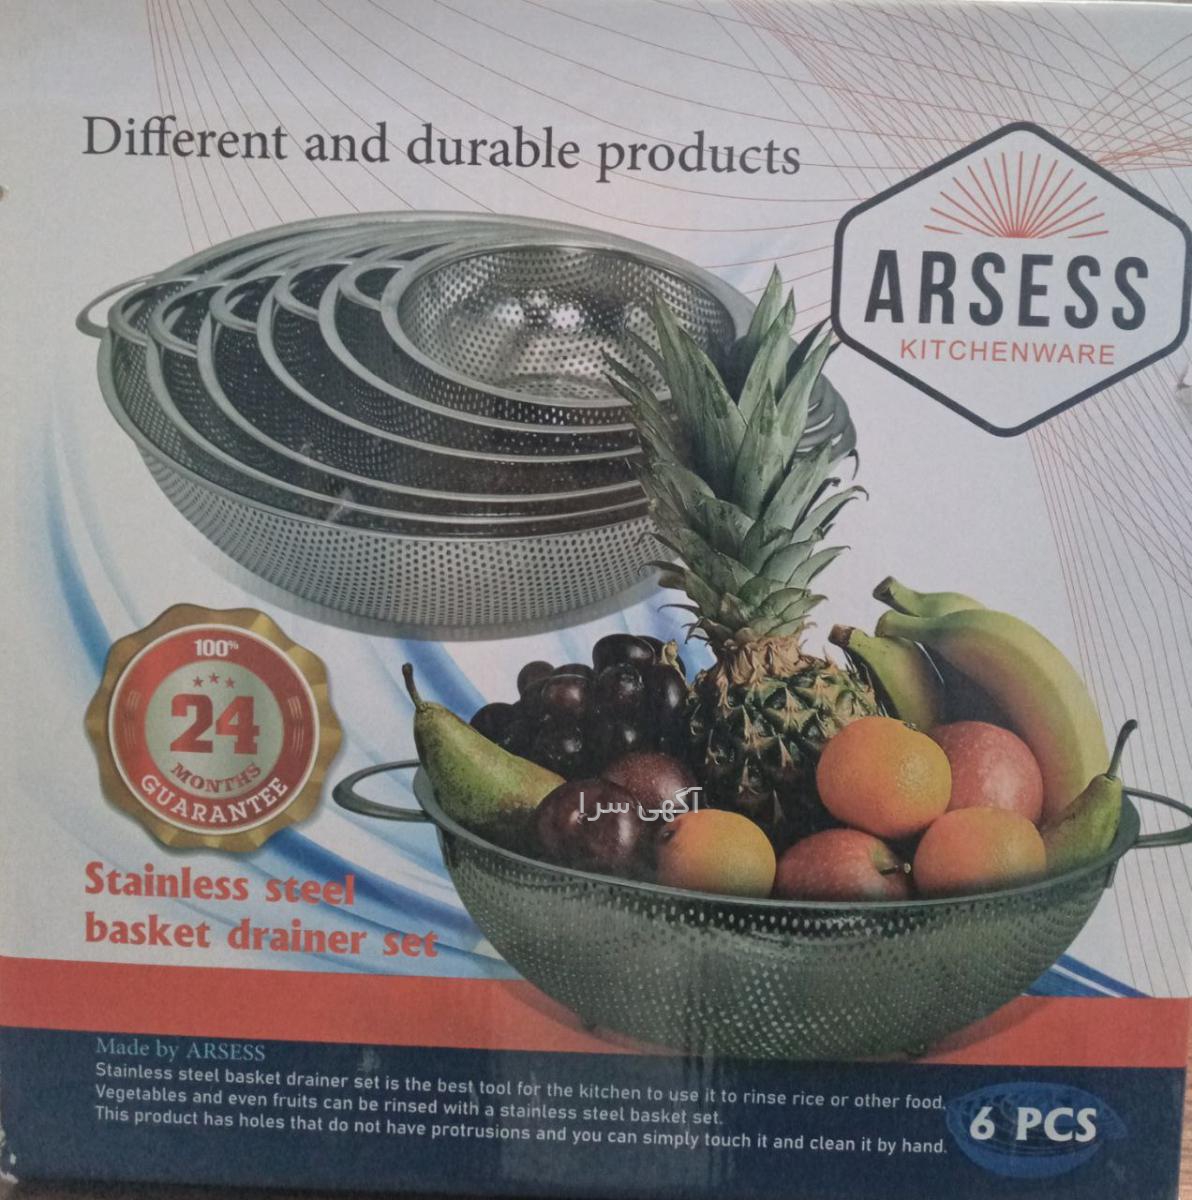 Different and durable products
ARSESS
KITCHENWARE
100%
24
MONTHS
GUARANTEE
آگهی سرا
Stainless steel
basket drainer set
Made by ARSESS
Stainless steel basket drainer set is the best tool for the kitchen to use it to rinse rice or other food.
Vegetables and even fruits can be rinsed with a stainless steel basket set.
This product has holes that do not have protrusions and you can simply touch it and clean it by hand.
6 PCS